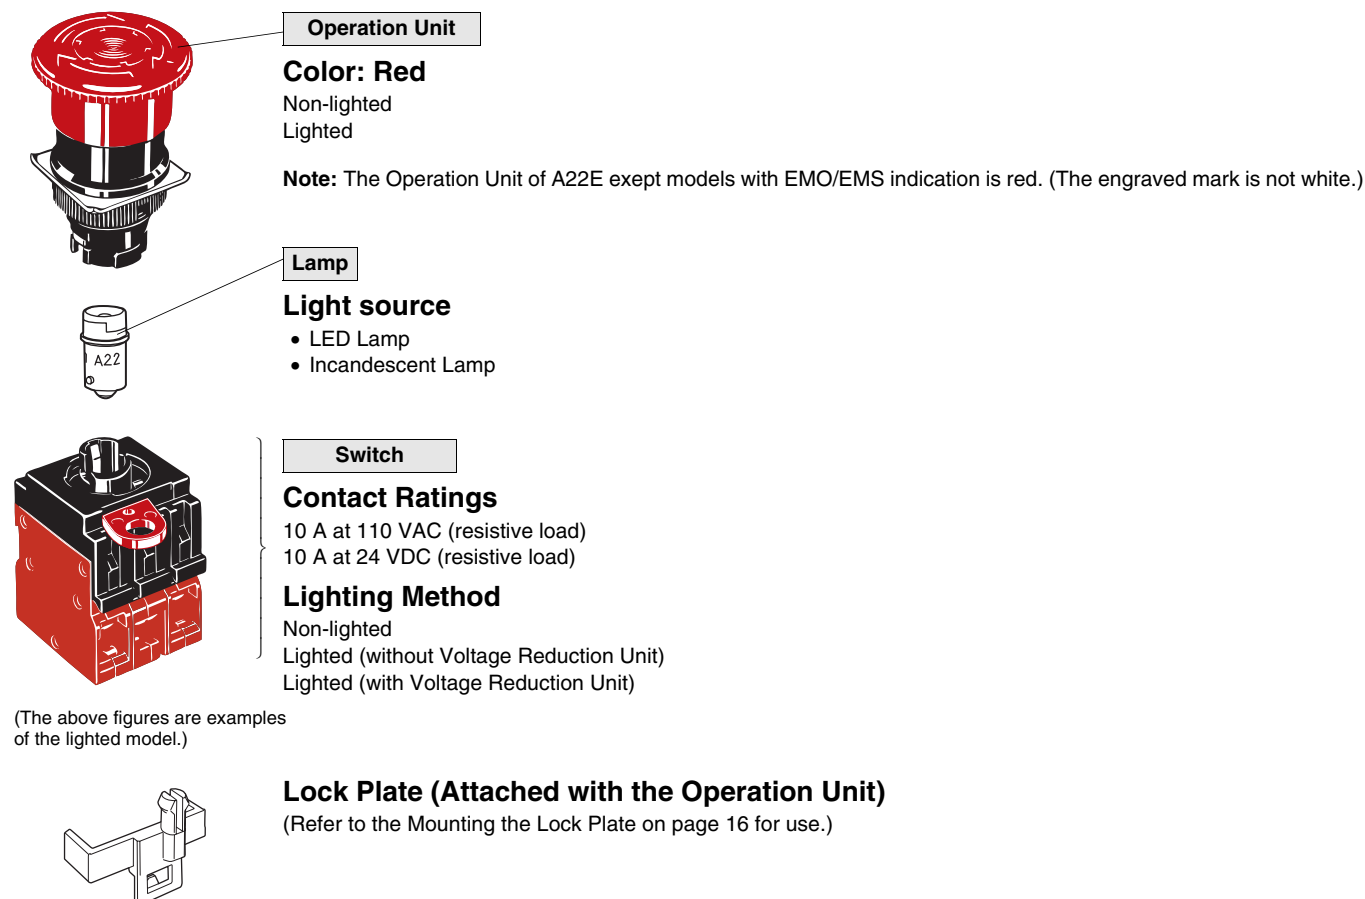 Operation Unit
Color: Red
Non-lighted
Lighted
Note: The Operation Unit of A22E exept models with EMO/EMS indication is red. (The engraved mark is not white.)
Lamp
Light source
• LED Lamp
• Incandescent Lamp
A22
Switch
Contact Ratings
10 A at 110 VAC (resistive load)
10 A at 24 VDC (resistive load)
Lighting Method
Non-lighted
Lighted (without Voltage Reduction Unit)
Lighted (with Voltage Reduction Unit)
(The above figures are examples
of the lighted model.)
Lock Plate (Attached with the Operation Unit)
(Refer to the Mounting the Lock Plate on page 16 for use.)